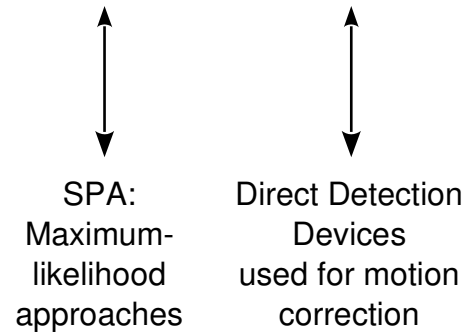 SPA:
Maximum-
likelihood
approaches
Direct Detection
Devices
used for motion
correction